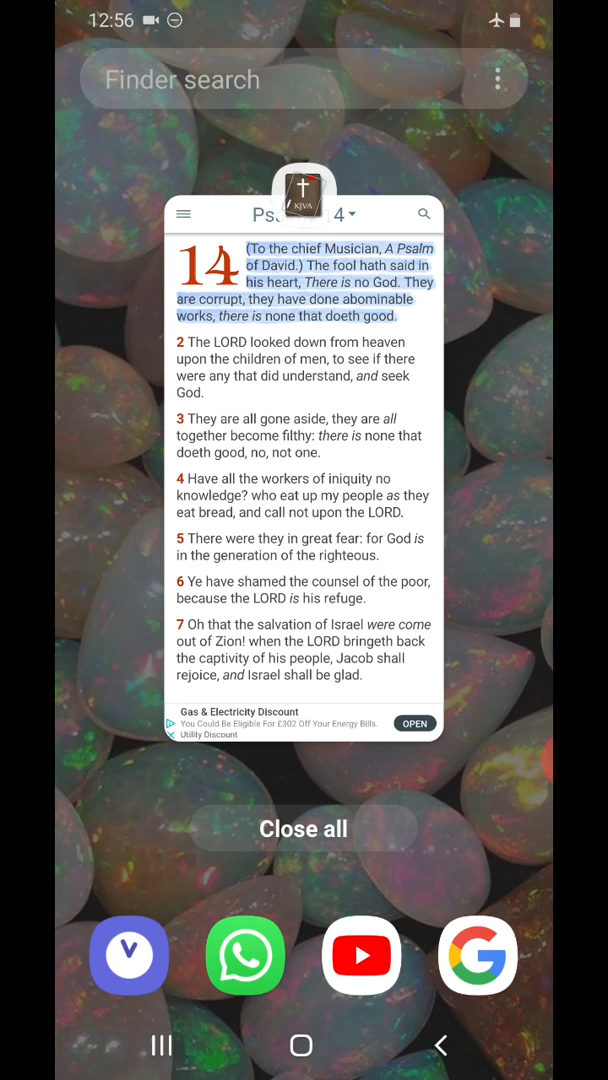 12:56
Finder search
KJVA
Ps 14
14 (To the chief Musician, A Psalm
of David.) The fool hath said in
his heart, There is no God. They
are corrupt, they have done abominable
works, there is none that doeth good.
2 The LORD looked down from heaven
upon the children of men, to see if there
were any that did understand, and seek
God.
3 They are all gone aside, they are all
together become filthy: there is none that
doeth good, no, not one.
4 Have all the workers of iniquity no
knowledge? who eat up my people as they
eat bread, and call not upon the LORD.
5 There were they in great fear: for God is
in the generation of the righteous.
6 Ye have shamed the counsel of the poor,
because the LORD is his refuge.
7 Oh that the salvation of Israel were come
out of Zion! when the LORD bringeth back
the captivity of his people, Jacob shall
rejoice, and Israel shall be glad.
Gas & Electricity Discount
You Could Be Eligible For £302 Off Your Energy Bills.
Utility Discount
OPEN
Close all